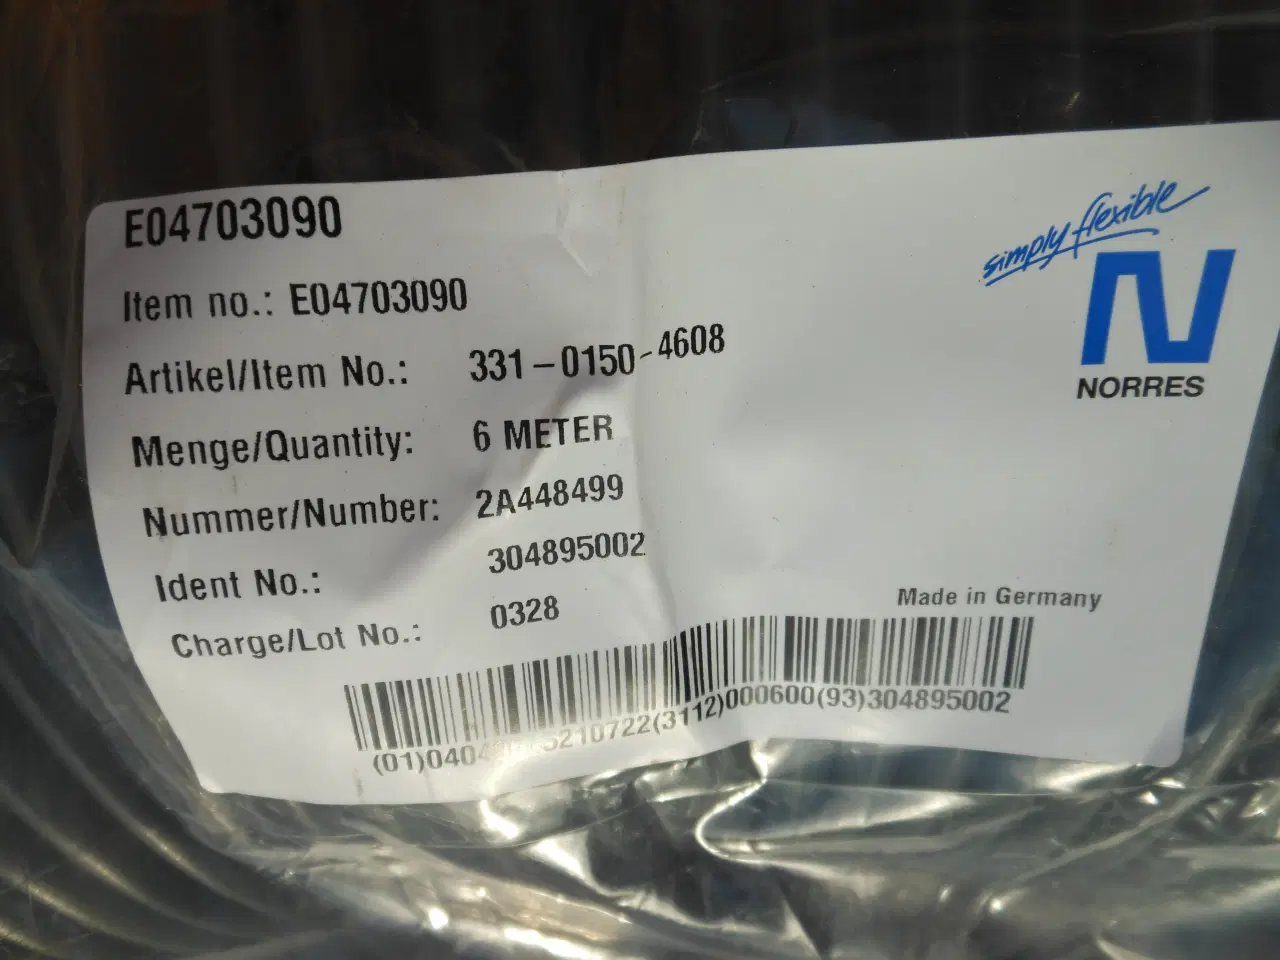 E04703090
simply flexible
Item no.: E04703090
NORRES
Artikel/Item No.: 331-0150-4608
Menge/Quantity: 6 METER
Nummer/Number: 2A448499
Ident No.: 304895002
Charge/Lot No.: 0328
Made in Germany
(3112)000600(93)304895002